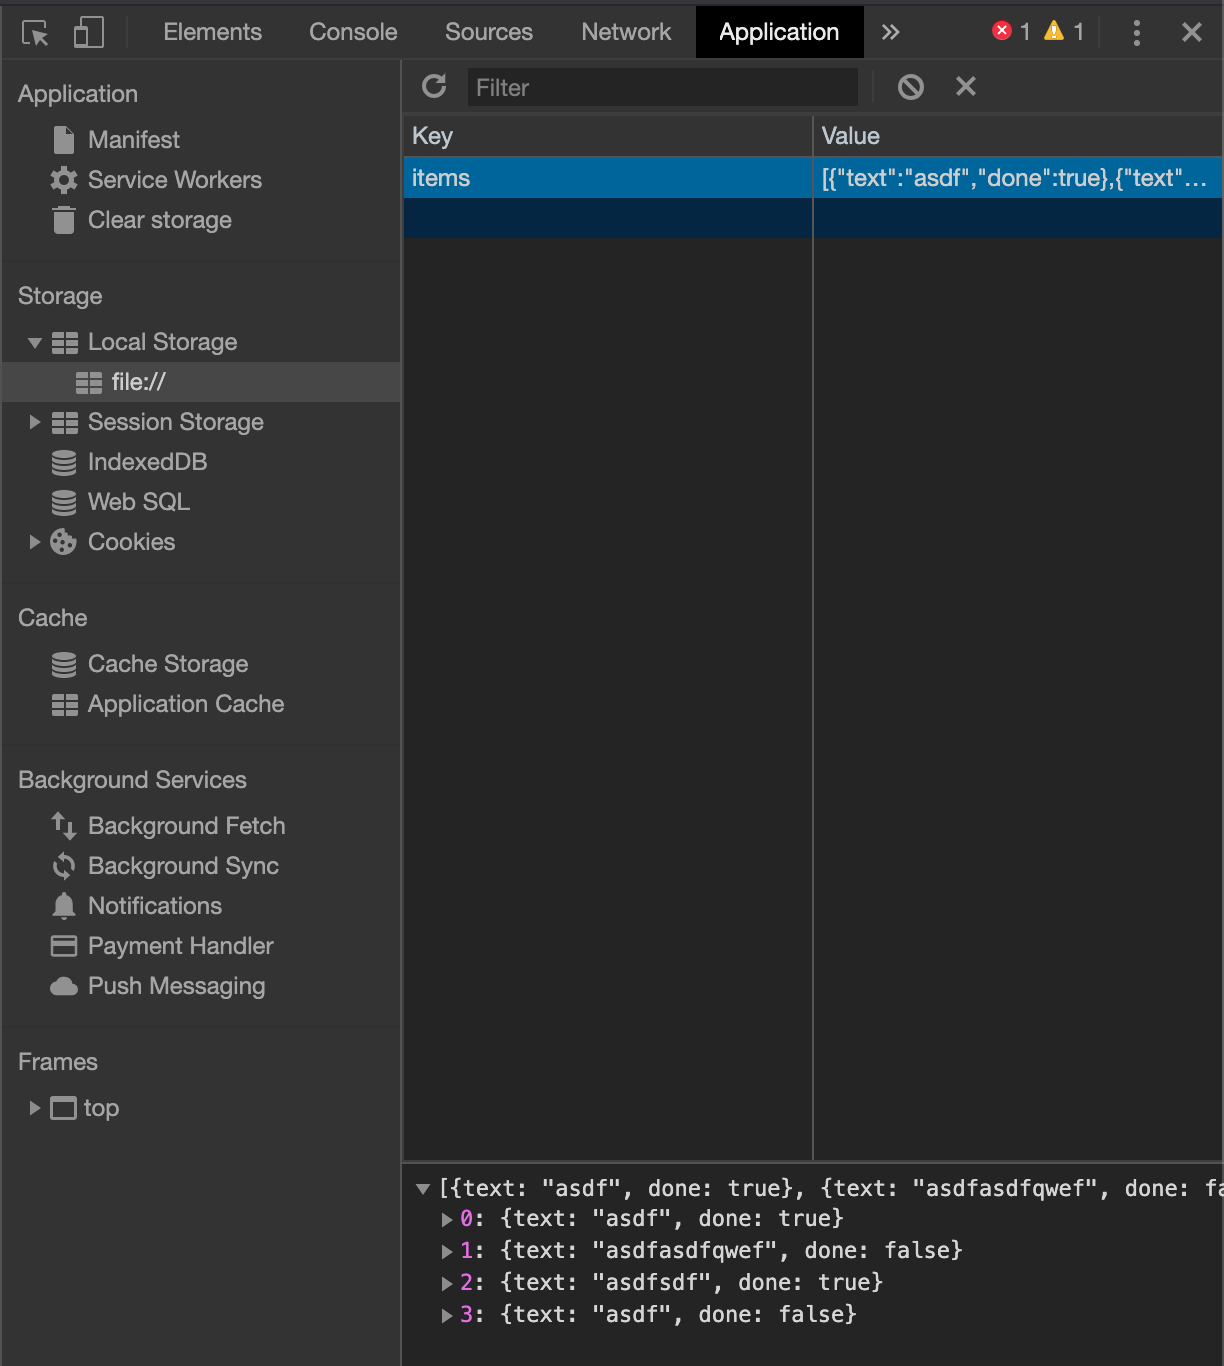 Elements Console Sources Network Application » 1 1
Application
Manifest
Service Workers
Clear storage
Storage
Local Storage
file://
Session Storage
IndexedDB
Web SQL
Cookies
Cache
Cache Storage
Application Cache
Background Services
Background Fetch
Background Sync
Notifications
Payment Handler
Push Messaging
Frames
top
Filter
Key Value
items [{"text":"asdf","done":true},{"text"...
[{text: "asdf", done: true}, {text: "asdfasdfqwef", done: fa
0: {text: "asdf", done: true}
1: {text: "asdfasdfqwef", done: false}
2: {text: "asdfsdf", done: true}
3: {text: "asdf", done: false}